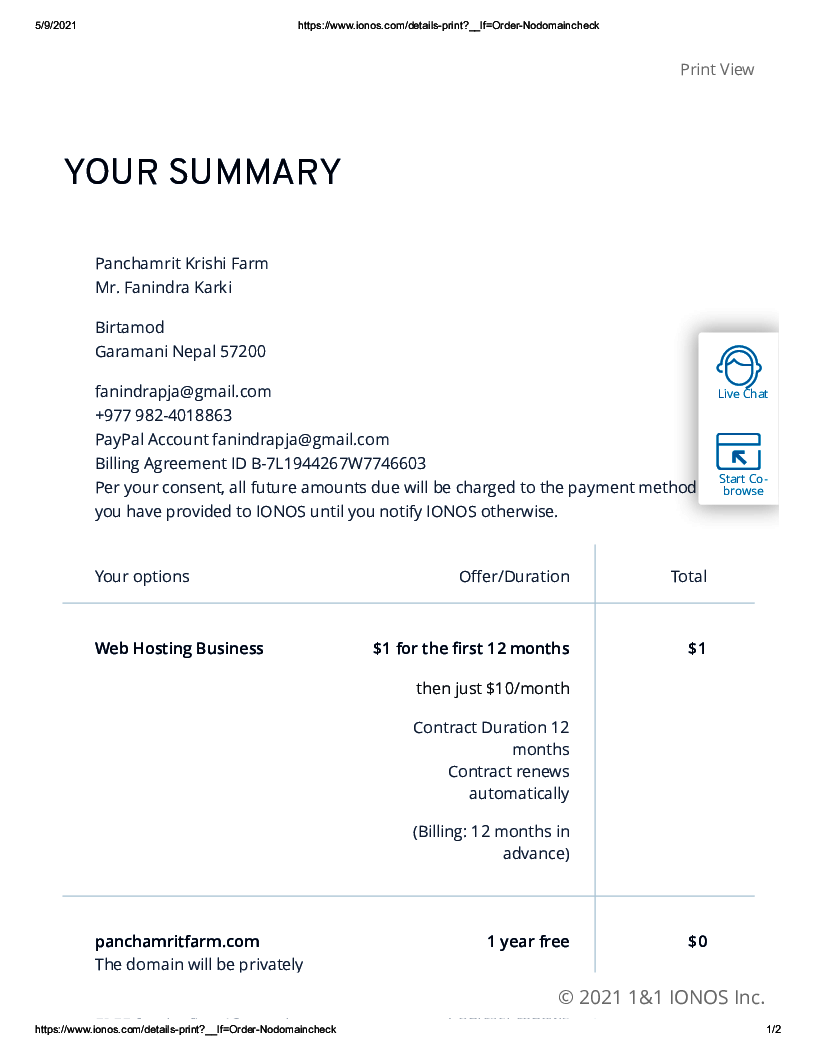 5/9/2021 https://www.ionos.com/details-print?__lf=Order-Nodomaincheck
Print View
YOUR SUMMARY
Panchamrit Krishi Farm
Mr. Fanindra Karki
Birtamod
Garamani Nepal 57200
fanindrapja@gmail.com
+977 982-4018863
PayPal Account fanindrapja@gmail.com
Billing Agreement ID B-7L1944267W7746603
Per your consent, all future amounts due will be charged to the payment method
you have provided to IONOS until you notify IONOS otherwise.
Live Chat
Start Co-
browse
Your options Offer/Duration Total
Web Hosting Business $1 for the first 12 months $1
then just $10/month
Contract Duration 12
months
Contract renews
automatically
(Billing: 12 months in
advance)
panchamritfarm.com 1 year free $0
The domain will be privately
© 2021 1&1 IONOS Inc.
https://www.ionos.com/details-print?__lf=Order-Nodomaincheck 1/2